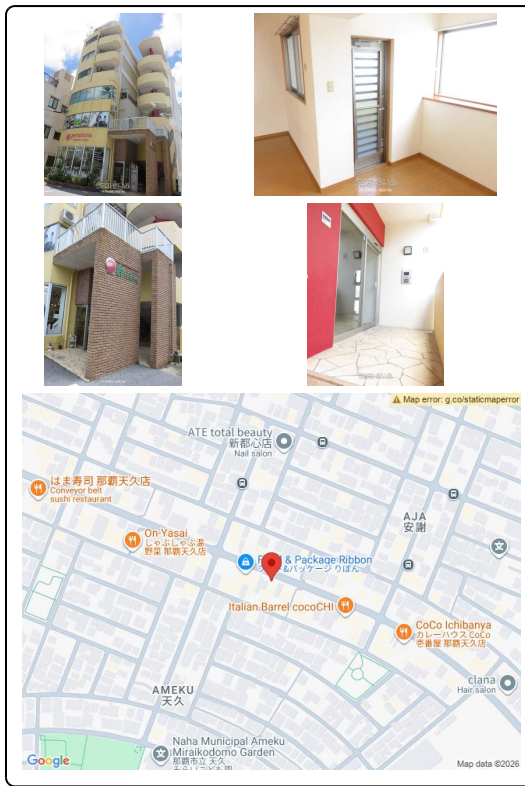 Map error: g.co/staticmaperror
ATE total beauty
新都心店
Nail salon
はま寿司 那覇天久店
Conveyor belt
sushi restaurant
AJA
安謝
On-Yasai
しゃぶしゃぶ温
野菜 那覇天久店
& Package Ribbon
&パッケージ りぼん
Italian Barrel cocoCHI
CoCo Ichibanya
カレーハウス CoCo
壱番屋 那覇天久店
clana
Hair salon
AMEKU
天久
Naha Municipal Ameku
Miraikodomo Garden
那覇市立 天久
Google
Map data ©2026